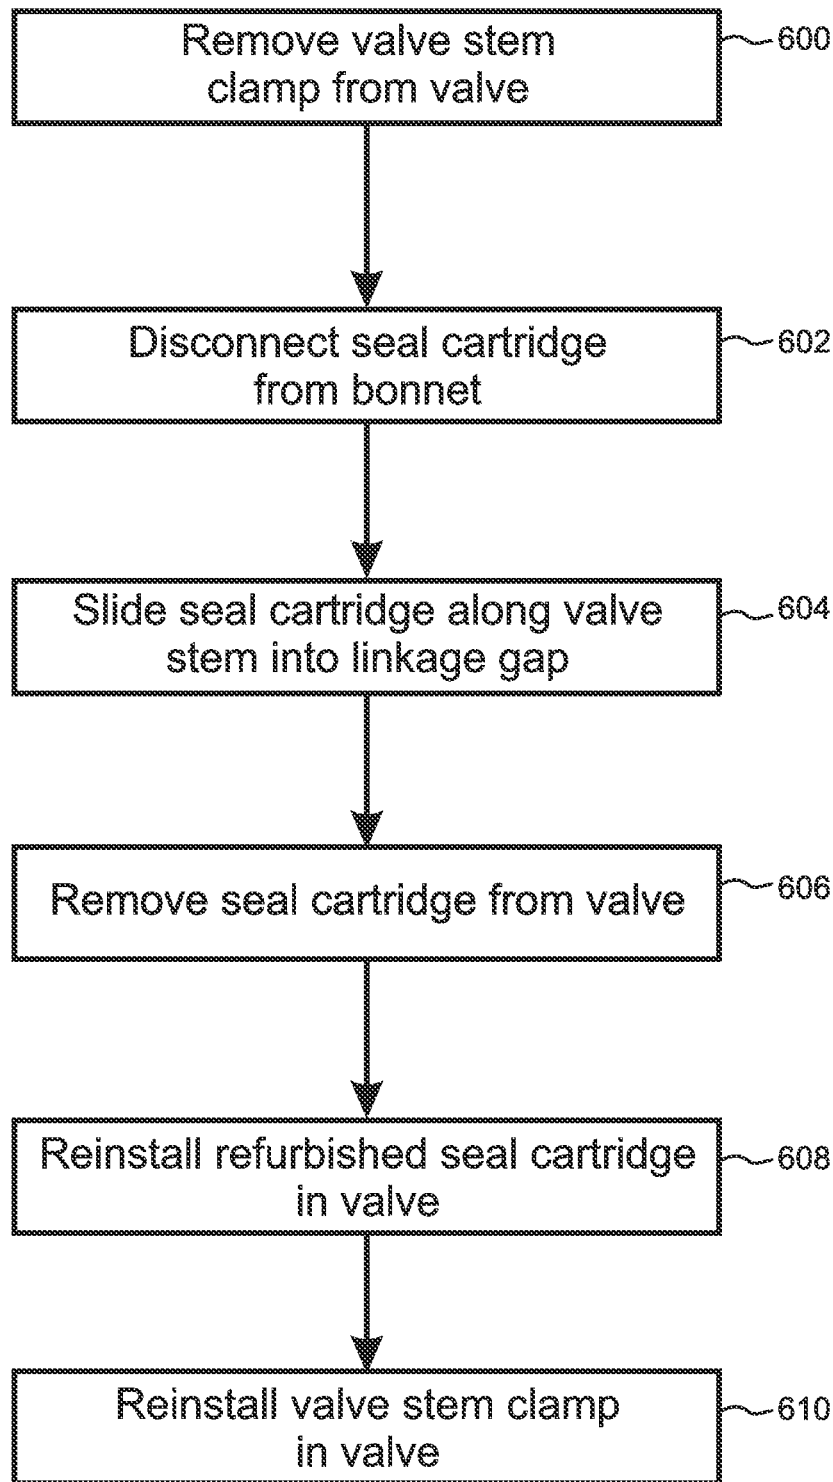 Remove valve stem
clamp from valve
600
Disconnect seal cartridge
from bonnet
602
Slide seal cartridge along valve
stem into linkage gap
604
Remove seal cartridge from valve
606
Reinstall refurbished seal cartridge
in valve
608
Reinstall valve stem clamp
in valve
610